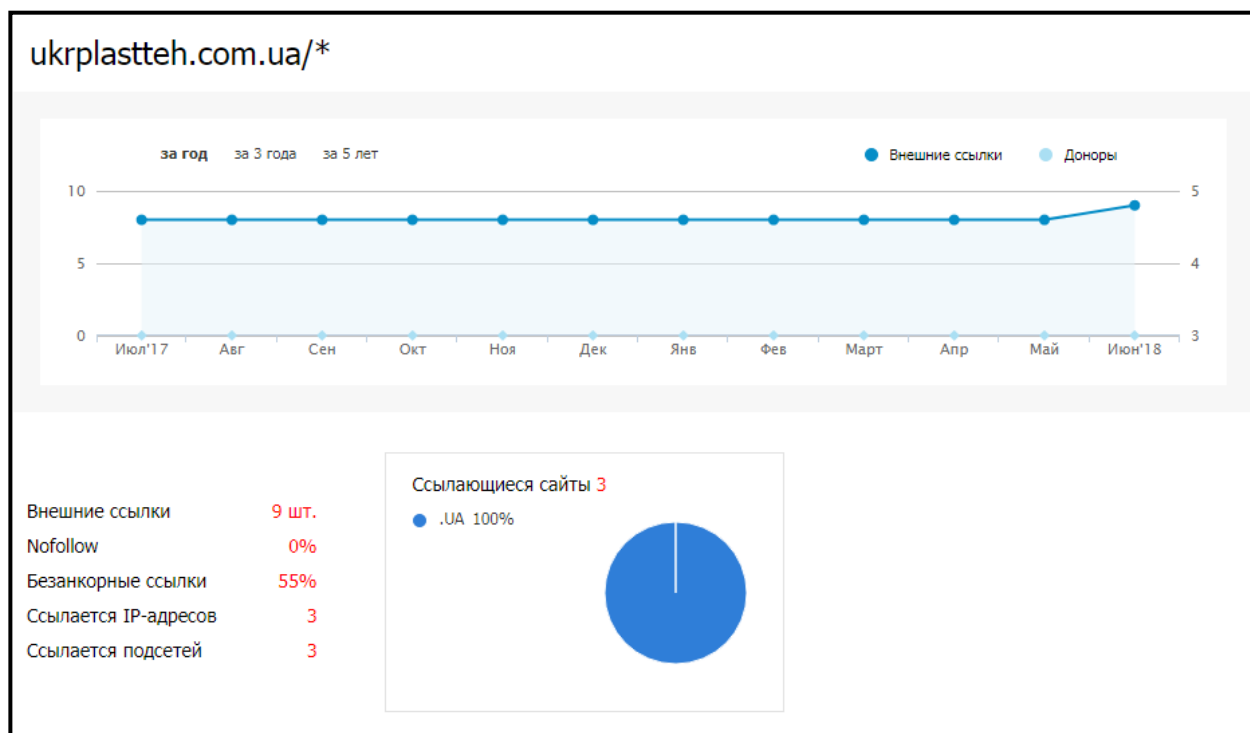 ukrplastteh.com.ua/*
за год за 3 года за 5 лет
Внешние ссылки Доноры
10 5
5 4
0 3
Июл'17 Авг Сен Окт Ноя Дек Янв Фев Март Апр Май Июн'18
Внешние ссылки 9 шт.
Nofollow 0%
Безанкорные ссылки 55%
Ссылается IP-адресов 3
Ссылается подсетей 3
Ссылающиеся сайты 3
.UA 100%